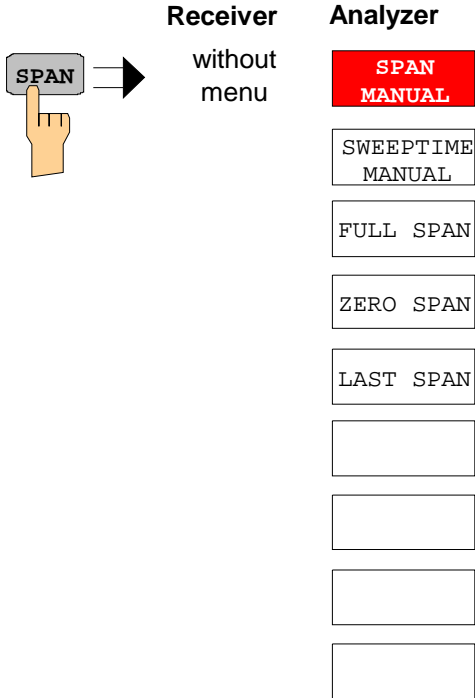 Receiver Analyzer
SPAN
without
menu
SPAN
MANUAL
SWEEPTIME
MANUAL
FULL SPAN
ZERO SPAN
LAST SPAN